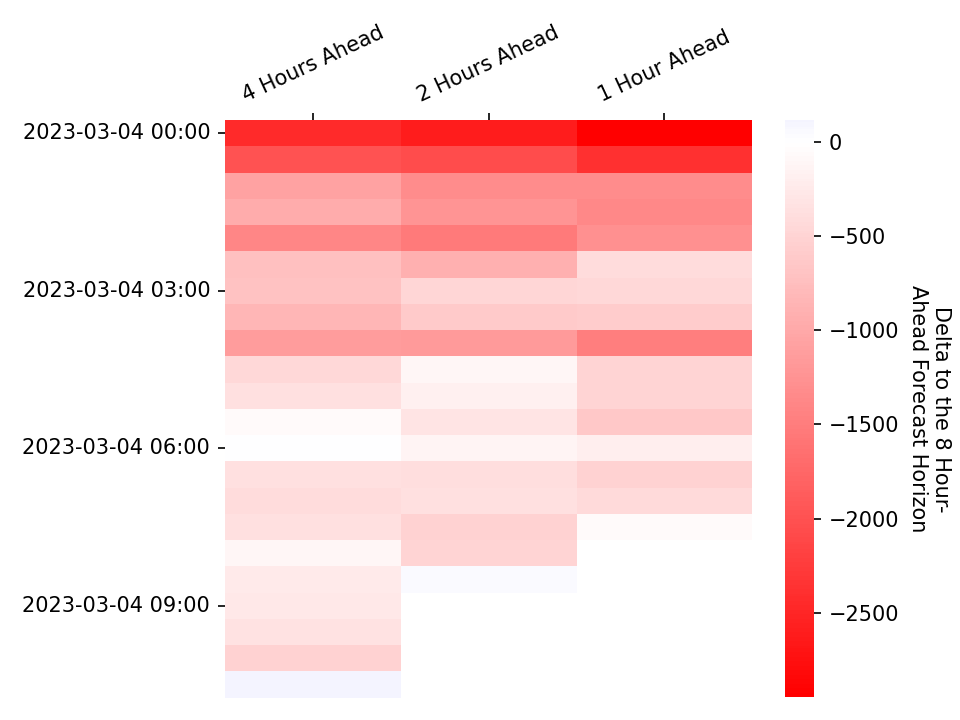 4 Hours Ahead
2 Hours Ahead
1 Hour Ahead
2023-03-04 00:00
2023-03-04 03:00
2023-03-04 06:00
2023-03-04 09:00
0
−500
−1000
−1500
−2000
−2500
Delta to the 8 Hour-
Ahead Forecast Horizon